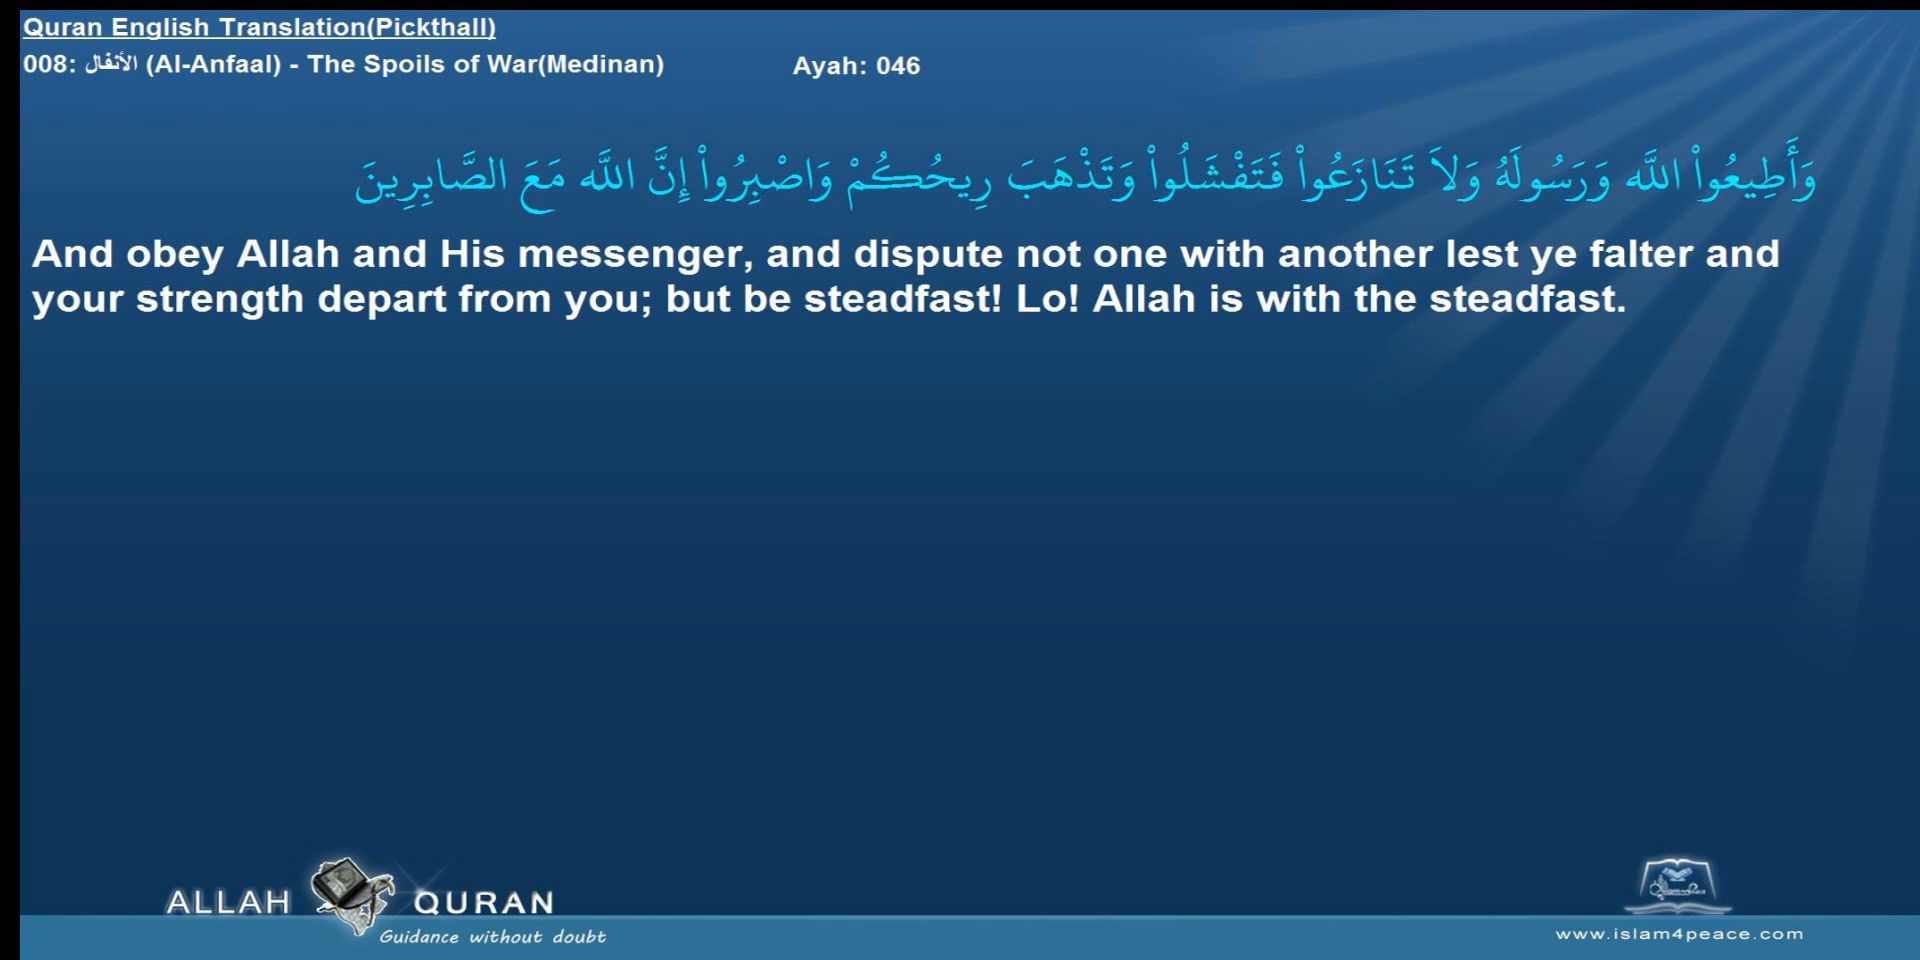 Quran English Translation(Pickthall)
008: الأنفال (Al-Anfaal) - The Spoils of War(Medinan) Ayah: 046
وَأَطِيعُواْ اللَّه وَرَسُولَهُ وَلاَ تَنَازَعُواْ فَتَفْشَلُواْ وَتَذْهَبَ رِيحُكُمْ وَاصْبِرُواْ إِنَّ اللَّه مَعَ الصَّابِرِينَ
And obey Allah and His messenger, and dispute not one with another lest ye falter and
your strength depart from you; but be steadfast! Lo! Allah is with the steadfast.
ALLAH QURAN
Guidance without doubt
www.islam4peace.com